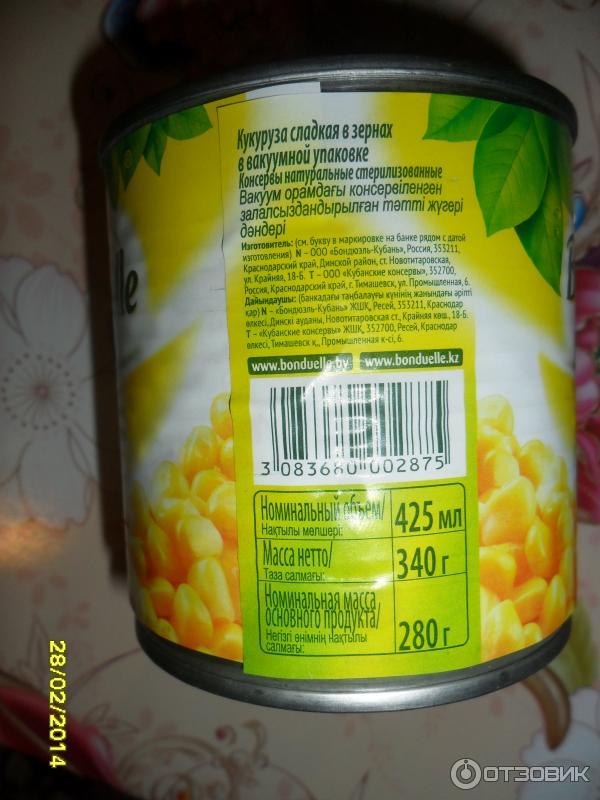 Кукуруза сладкая в зернах
в вакуумной упаковке
Консервы натуральные стерилизованные
Вакуум орамдағы консервіленген
залалсыздандырылған тәтті жүгері
дәндері
Изготовитель: (см. букву в маркировке на банке рядом с датой
изготовления) N – ООО «Бондюэль-Кубань», Россия, 353211,
Краснодарский край, Динской район, ст. Новотитаровская,
ул. Крайняя, 18-Б. Т – ООО «Кубанские консервы», 352700,
Россия, Краснодарский край, г. Тимашевск, ул. Промышленная, 6.
Дайындаушы: (банкадағы таңбалауы күнінің жанындағы әріпті
қар) N – «Бондюэль-Кубань» ЖШҚ, Ресей, 353211, Краснодар
өлкесі, Динскі ауданы, Новотитаровская ст., Крайняя көш., 18-Б.
Т – «Кубанские консервы» ЖШҚ, 352700, Ресей, Краснодар
өлкесі, Тимашевск қ., Промышленная к-сі, 6.
www.bonduelle.by www.bonduelle.kz
3 083680 002875
Номинальный объем/
Нақтылы мөлшері: 425 мл
Масса нетто/
Таза салмағы: 340 г
Номинальная масса
основного продукта/
Негізгі өнімнің нақтылы
салмағы: 280 г
28/02/2014
ОТЗОВИК